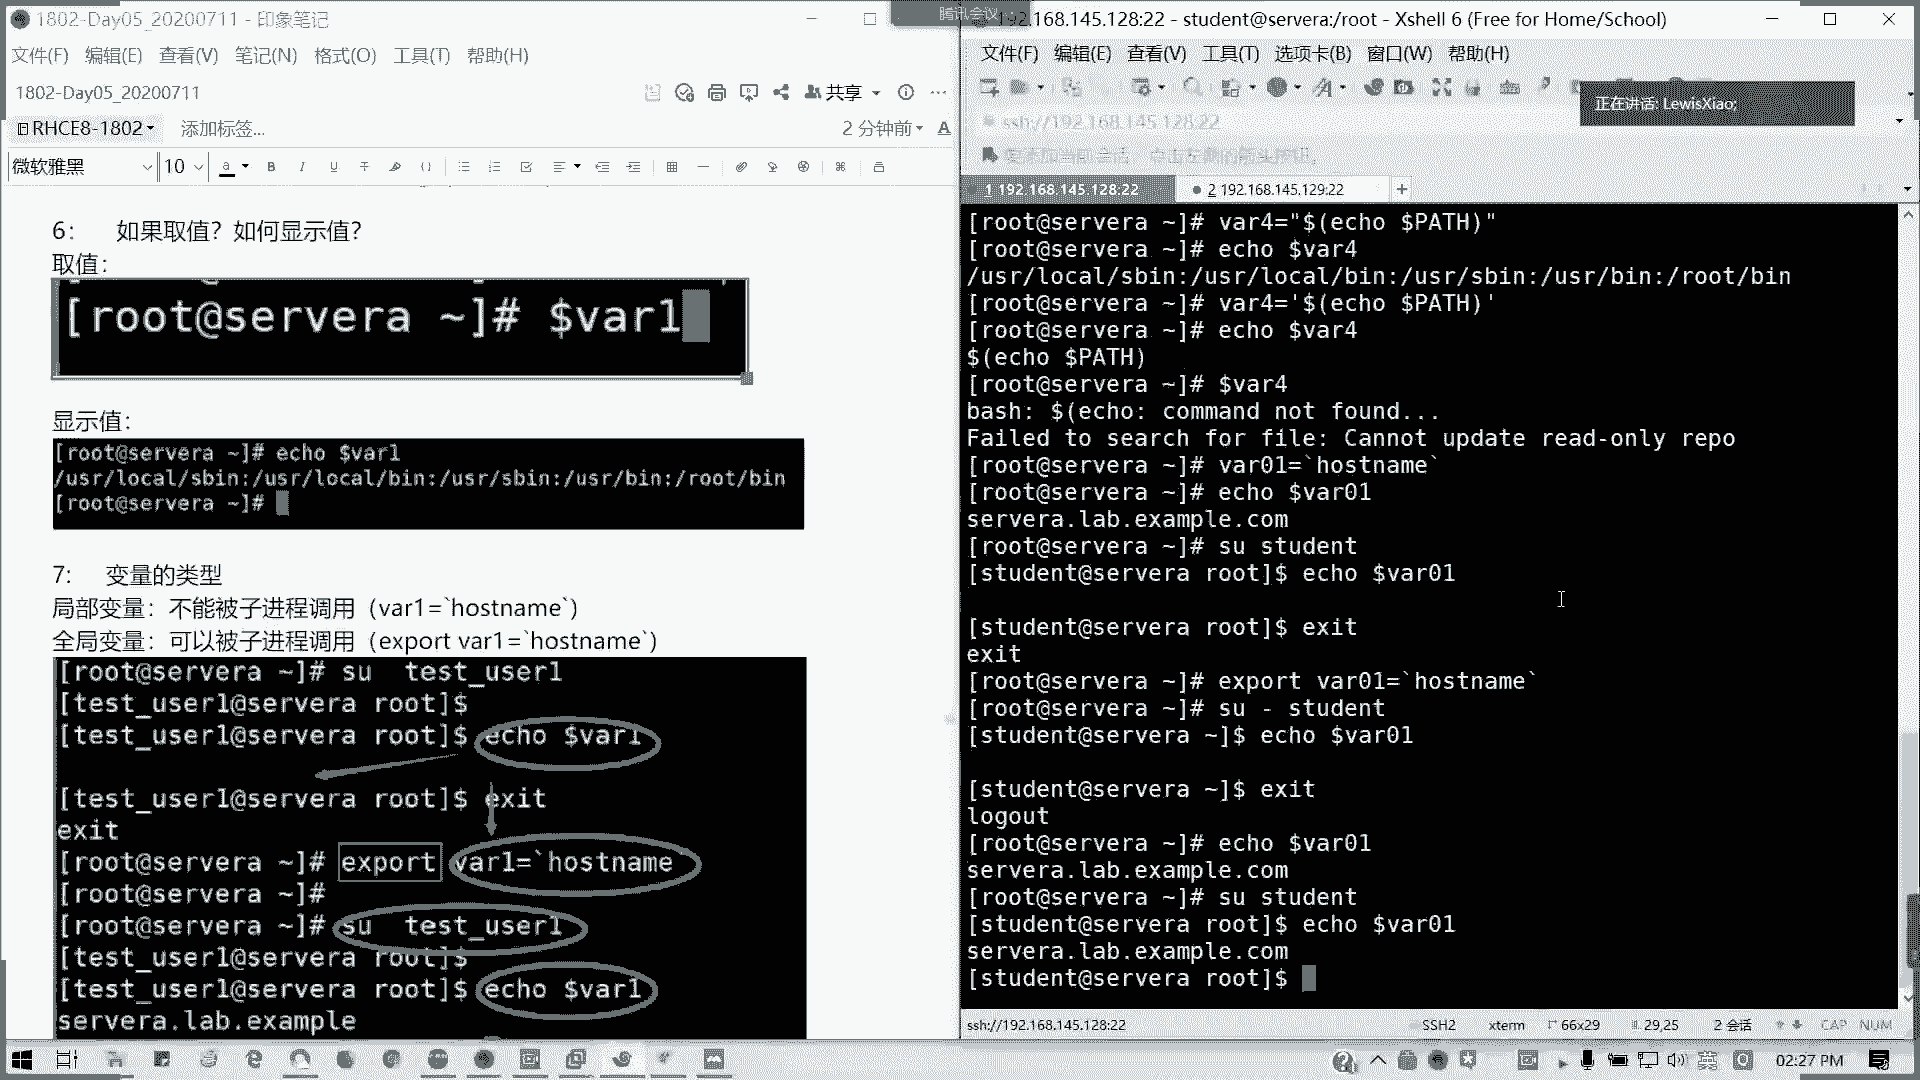 1802-Day05_20200711 - 印象笔记
文件(F) 编辑(E) 查看(V) 笔记(N) 格式(O) 工具(T) 帮助(H)
1802-Day05_20200711
共享
RHCE8-1802
添加标签...
2 分钟前
微软雅黑 10
6： 如果取值？如何显示值？
取值：
[root@servera ~]# $var1
显示值：
[root@servera ~]# echo $var1
/usr/local/sbin:/usr/local/bin:/usr/sbin:/usr/bin:/root/bin
[root@servera ~]#
7: 变量的类型
局部变量：不能被子进程调用（var1=`hostname`）
全局变量：可以被子进程调用（export var1=`hostname`）
[root@servera ~]# su  test_user1
[test_user1@servera root]$
[test_user1@servera root]$ echo $var1
[test_user1@servera root]$ exit
exit
[root@servera ~]# export var1=`hostname
[root@servera ~]#
[root@servera ~]# su  test_user1
[test_user1@servera root]$
[test_user1@servera root]$ echo $var1
servera.lab.example
腾讯会议
192.168.145.128:22 - student@servera:/root - Xshell 6 (Free for Home/School)
文件(F) 编辑(E) 查看(V) 工具(T) 选项卡(B) 窗口(W) 帮助(H)
正在讲话: LewisXiao;
ssh://192.168.145.128:22
1 192.168.145.128:22
2 192.168.145.129:22
[root@servera ~]# var4="$(echo $PATH)"
[root@servera ~]# echo $var4
/usr/local/sbin:/usr/local/bin:/usr/sbin:/usr/bin:/root/bin
[root@servera ~]# var4='$(echo $PATH)'
[root@servera ~]# echo $var4
$(echo $PATH)
[root@servera ~]# $var4
bash: $(echo: command not found...
Failed to search for file: Cannot update read-only repo
[root@servera ~]# var01=`hostname`
[root@servera ~]# echo $var01
servera.lab.example.com
[root@servera ~]# su student
[student@servera root]$ echo $var01
[student@servera root]$ exit
exit
[root@servera ~]# export var01=`hostname`
[root@servera ~]# su - student
[student@servera ~]$ echo $var01
[student@servera ~]$ exit
logout
[root@servera ~]# echo $var01
servera.lab.example.com
[root@servera ~]# su student
[student@servera root]$ echo $var01
servera.lab.example.com
[student@servera root]$
ssh://192.168.145.128:22 SSH2 xterm 66x29 29,25 2 会话 CAP NUM
02:27 PM